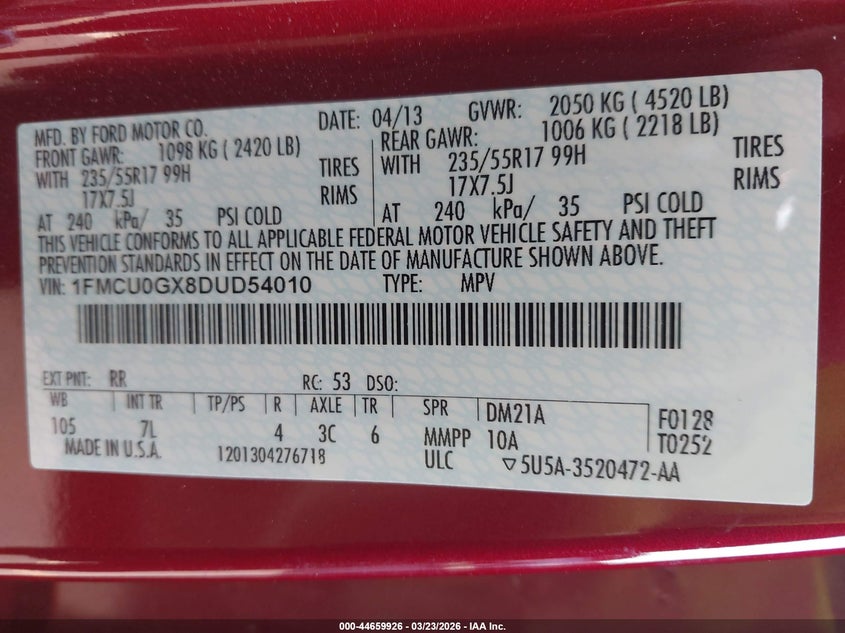 MFD. BY FORD MOTOR CO.
DATE: 04/13 GVWR: 2050 KG ( 4520 LB)
FRONT GAWR: 1098 KG ( 2420 LB)
WITH 235/55R17 99H TIRES
17X7.5J RIMS
AT 240 kPa/ 35 PSI COLD
REAR GAWR: 1006 KG ( 2218 LB)
WITH 235/55R17 99H TIRES
17X7.5J RIMS
AT 240 kPa/ 35 PSI COLD
THIS VEHICLE CONFORMS TO ALL APPLICABLE FEDERAL MOTOR VEHICLE SAFETY AND THEFT
PREVENTION STANDARDS IN EFFECT ON THE DATE OF MANUFACTURE SHOWN ABOVE.
VIN: 1FMCU0GX8DUD54010 TYPE: MPV
EXT PNT: RR RC: 53 DSO:
WB INT TR TP/PS R AXLE TR SPR DM21A F0128
105 7L 4 3C 6 MMPP 10A T0252
MADE IN U.S.A. 1201304276718 ULC ▽5U5A-3520472-AA
000-44659926 - 03/23/2026 - IAA Inc.